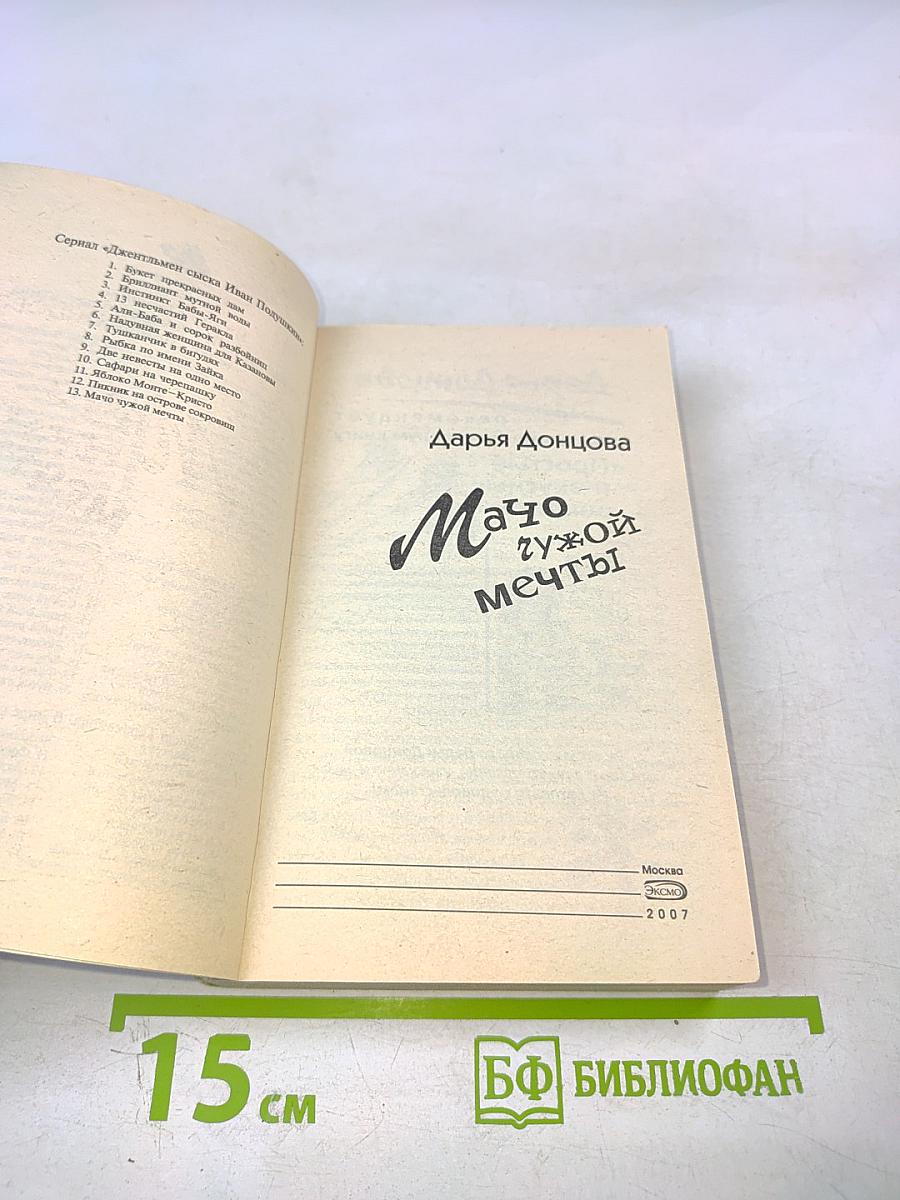 Сериал «Джентльмен сыска Иван Подушкин»:
1. Букет прекрасных дам
2. Бриллиант мутной воды
3. Инстинкт Бабы-Яги
4. 13 несчастий Геракла
5. Али-Баба и сорок разбойниц
6. Надувная женщина для Казановы
7. Тушканчик в бигудях
8. Рыбка по имени Зайка
9. Две невесты на одно место
10. Сафари на черепашку
11. Яблоко Монте-Кристо
12. Пикник на острове сокровищ
13. Мачо чужой мечты
Дарья Донцова
Мачо
чужой
мечты
Москва
Эксмо
2007
15 см
БФ БИБЛИОФАН